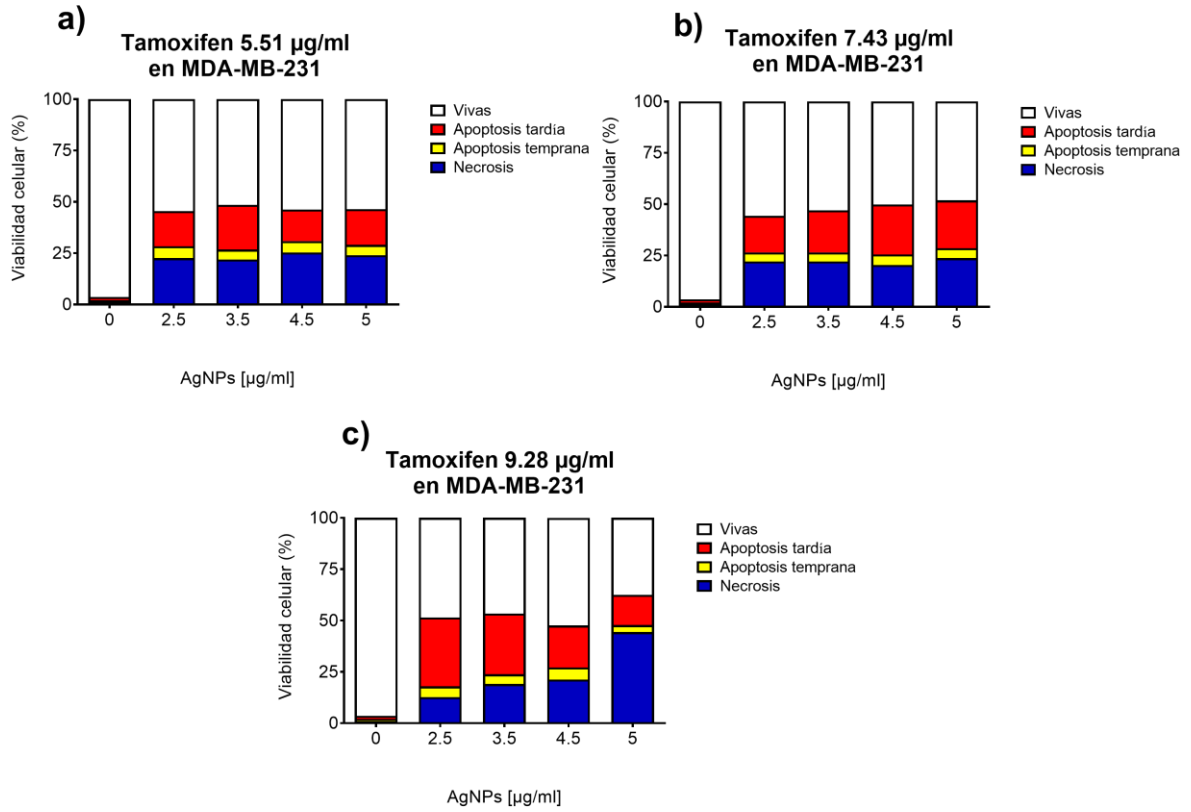 a)
Tamoxifen 5.51 µg/ml
en MDA-MB-231
Viabilidad celular (%)
100
75
50
25
0
0 2.5 3.5 4.5 5
AgNPs [µg/ml]
Vivas
Apoptosis tardia
Apoptosis temprana
Necrosis
b)
Tamoxifen 7.43 µg/ml
en MDA-MB-231
Viabilidad celular (%)
100
75
50
25
0
0 2.5 3.5 4.5 5
AgNPs [µg/ml]
Vivas
Apoptosis tardia
Apoptosis temprana
Necrosis
c)
Tamoxifen 9.28 µg/ml
en MDA-MB-231
Viabilidad celular (%)
100
75
50
25
0
0 2.5 3.5 4.5 5
AgNPs [µg/ml]
Vivas
Apoptosis tardia
Apoptosis temprana
Necrosis